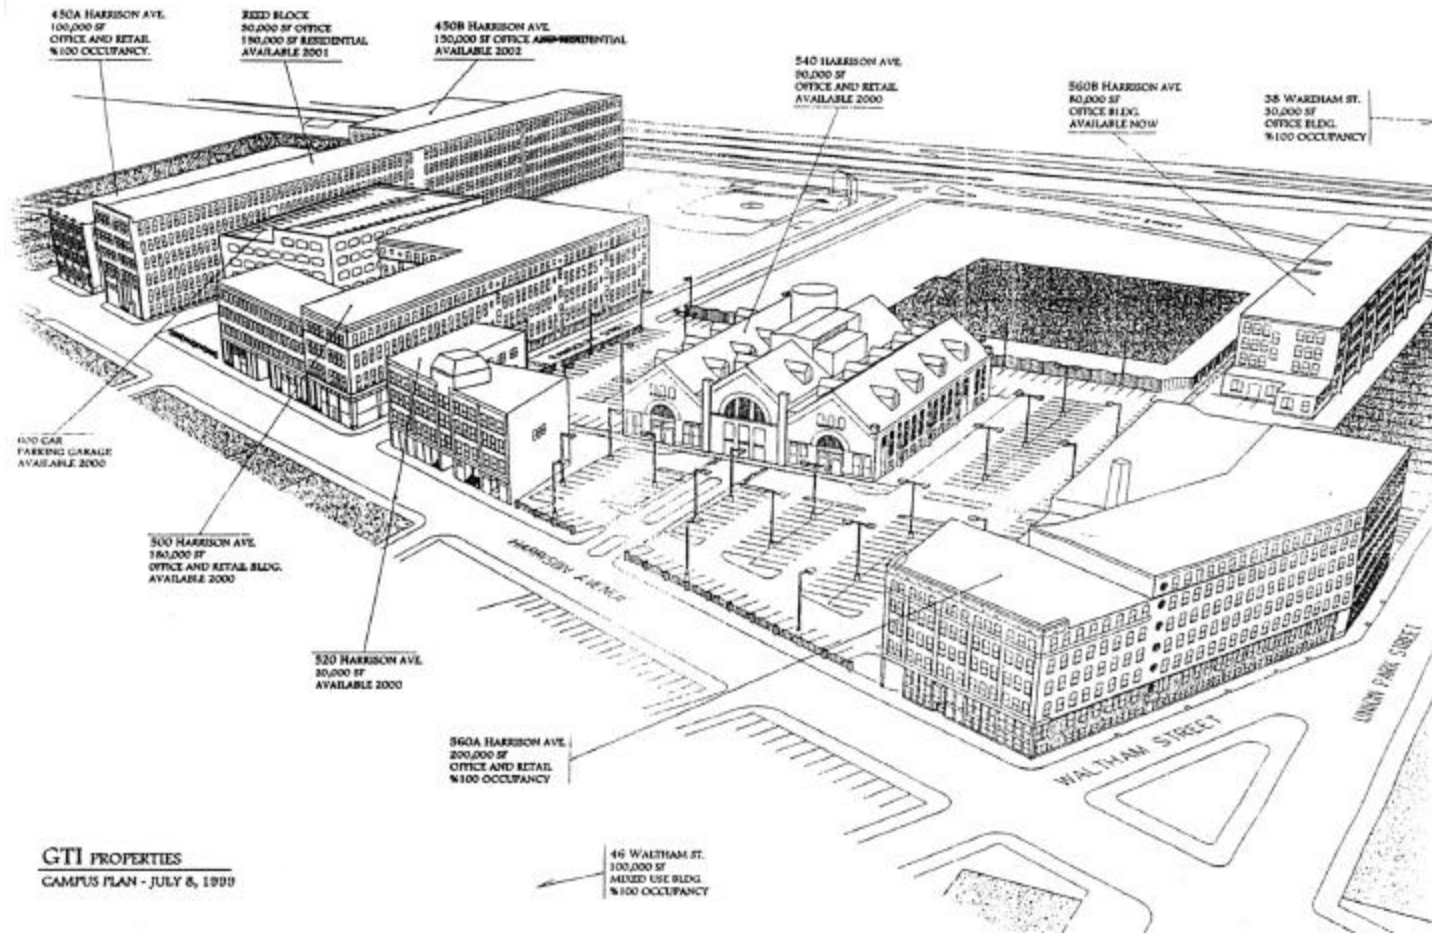 450A HARRISON AVE.
100,000 SF
OFFICE AND RETAIL
%100 OCCUPANCY.
REED BLOCK
50,000 SF OFFICE
150,000 SF RESIDENTIAL
AVAILABLE 2001
450B HARRISON AVE.
150,000 SF OFFICE
AVAILABLE 2002
540 HARRISON AVE.
90,000 SF
OFFICE AND RETAIL
AVAILABLE 2000
560B HARRISON AVE
80,000 SF
OFFICE BLDG.
AVAILABLE NOW
38 WAREHAM ST.
50,000 SF
OFFICE BLDG.
%100 OCCUPANCY
STREET
CAR
PARKING GARAGE
AVAILABLE 2000
500 HARRISON AVE.
180,000 SF
OFFICE AND RETAIL BLDG.
AVAILABLE 2000
520 HARRISON AVE.
20,000 SF
AVAILABLE 2000
HARRISON AVENUE
560A HARRISON AVE.
200,000 SF
OFFICE AND RETAIL
%100 OCCUPANCY
WALTHAM STREET
UNION PARK STREET
GTI PROPERTIES
CAMPUS PLAN - JULY 8, 1999
46 WALTHAM ST.
100,000 SF
MIXED USE BLDG.
%100 OCCUPANCY